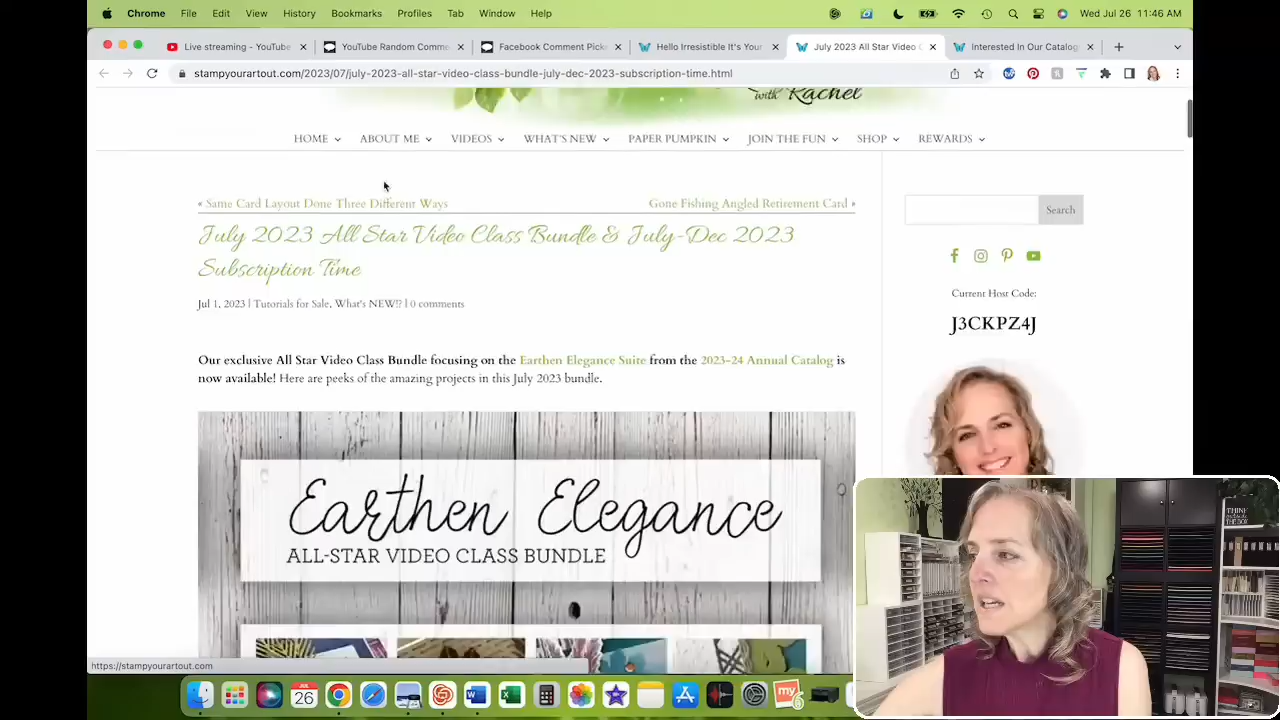 Chrome File Edit View History Bookmarks Profiles Tab Window Help Wed Jul 26 11:46 AM
Live streaming - YouTube YouTube Random Comme Facebook Comment Picke Hello Irresistible It's Your July 2023 All Star Video C Interested In Our Catalog
stampyourartout.com/2023/07/july-2023-all-star-video-class-bundle-july-dec-2023-subscription-time.html
with Rachel
HOME ABOUT ME VIDEOS WHAT'S NEW PAPER PUMPKIN JOIN THE FUN SHOP REWARDS
« Same Card Layout Done Three Different Ways Gone Fishing Angled Retirement Card »
Search
July 2023 All Star Video Class Bundle & July-Dec 2023
Subscription Time
Jul 1, 2023 | Tutorials for Sale, What's NEW!? | 0 comments
Current Host Code:
J3CKPZ4J
Our exclusive All Star Video Class Bundle focusing on the Earthen Elegance Suite from the 2023-24 Annual Catalog is
now available! Here are peeks of the amazing projects in this July 2023 bundle.
Earthen Elegance
ALL-STAR VIDEO CLASS BUNDLE
https://stampyourartout.com
JUL
26
my
THINK
THE BOX